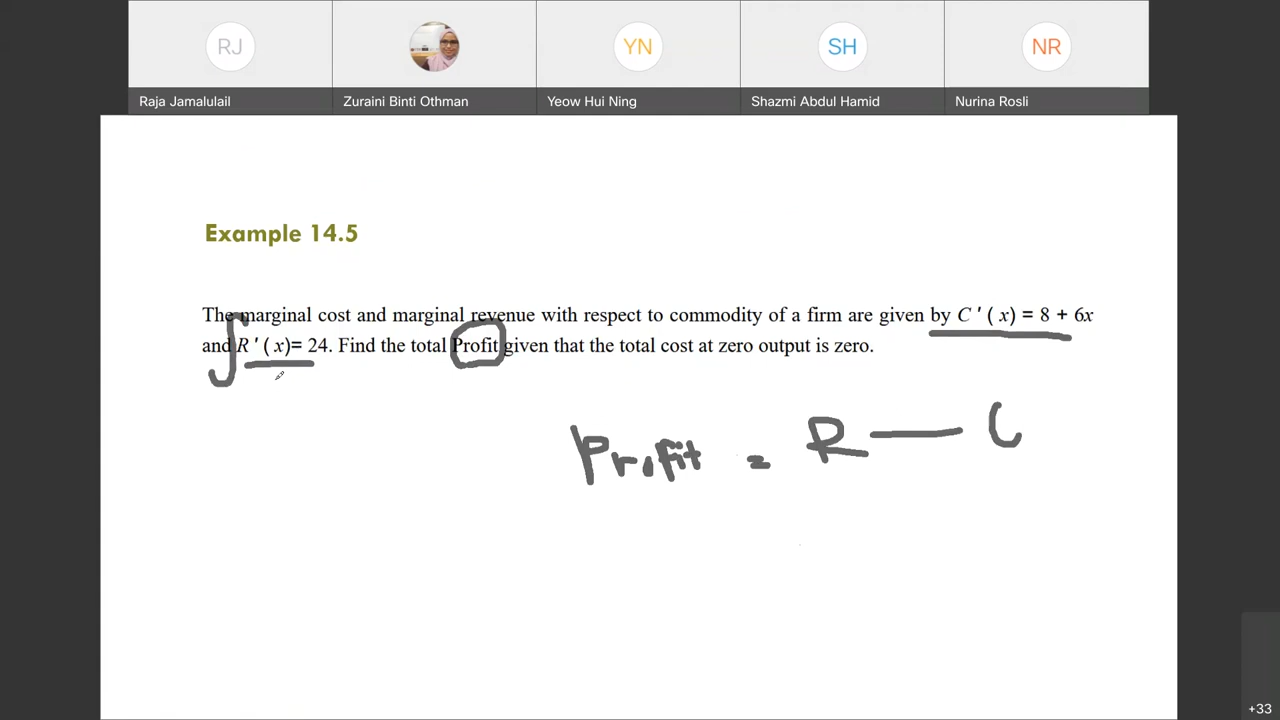 RJ YN SH NR
Raja Jamalulail Zuraini Binti Othman Yeow Hui Ning Shazmi Abdul Hamid Nurina Rosli
Example 14.5
The marginal cost and marginal revenue with respect to commodity of a firm are given by C ' ( x) = 8 + 6x
and ∫ R ' ( x)= 24. Find the total Profit given that the total cost at zero output is zero.
Profit = R — C
+33